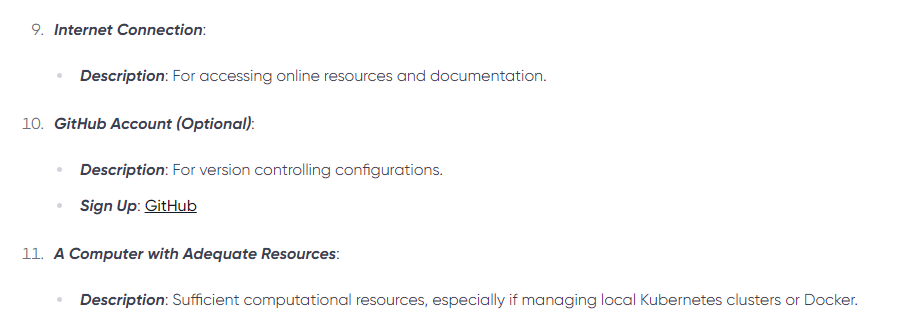 9. Internet Connection:
Description: For accessing online resources and documentation.
10. GitHub Account (Optional):
Description: For version controlling configurations.
Sign Up: GitHub
11. A Computer with Adequate Resources:
Description: Sufficient computational resources, especially if managing local Kubernetes clusters or Docker.